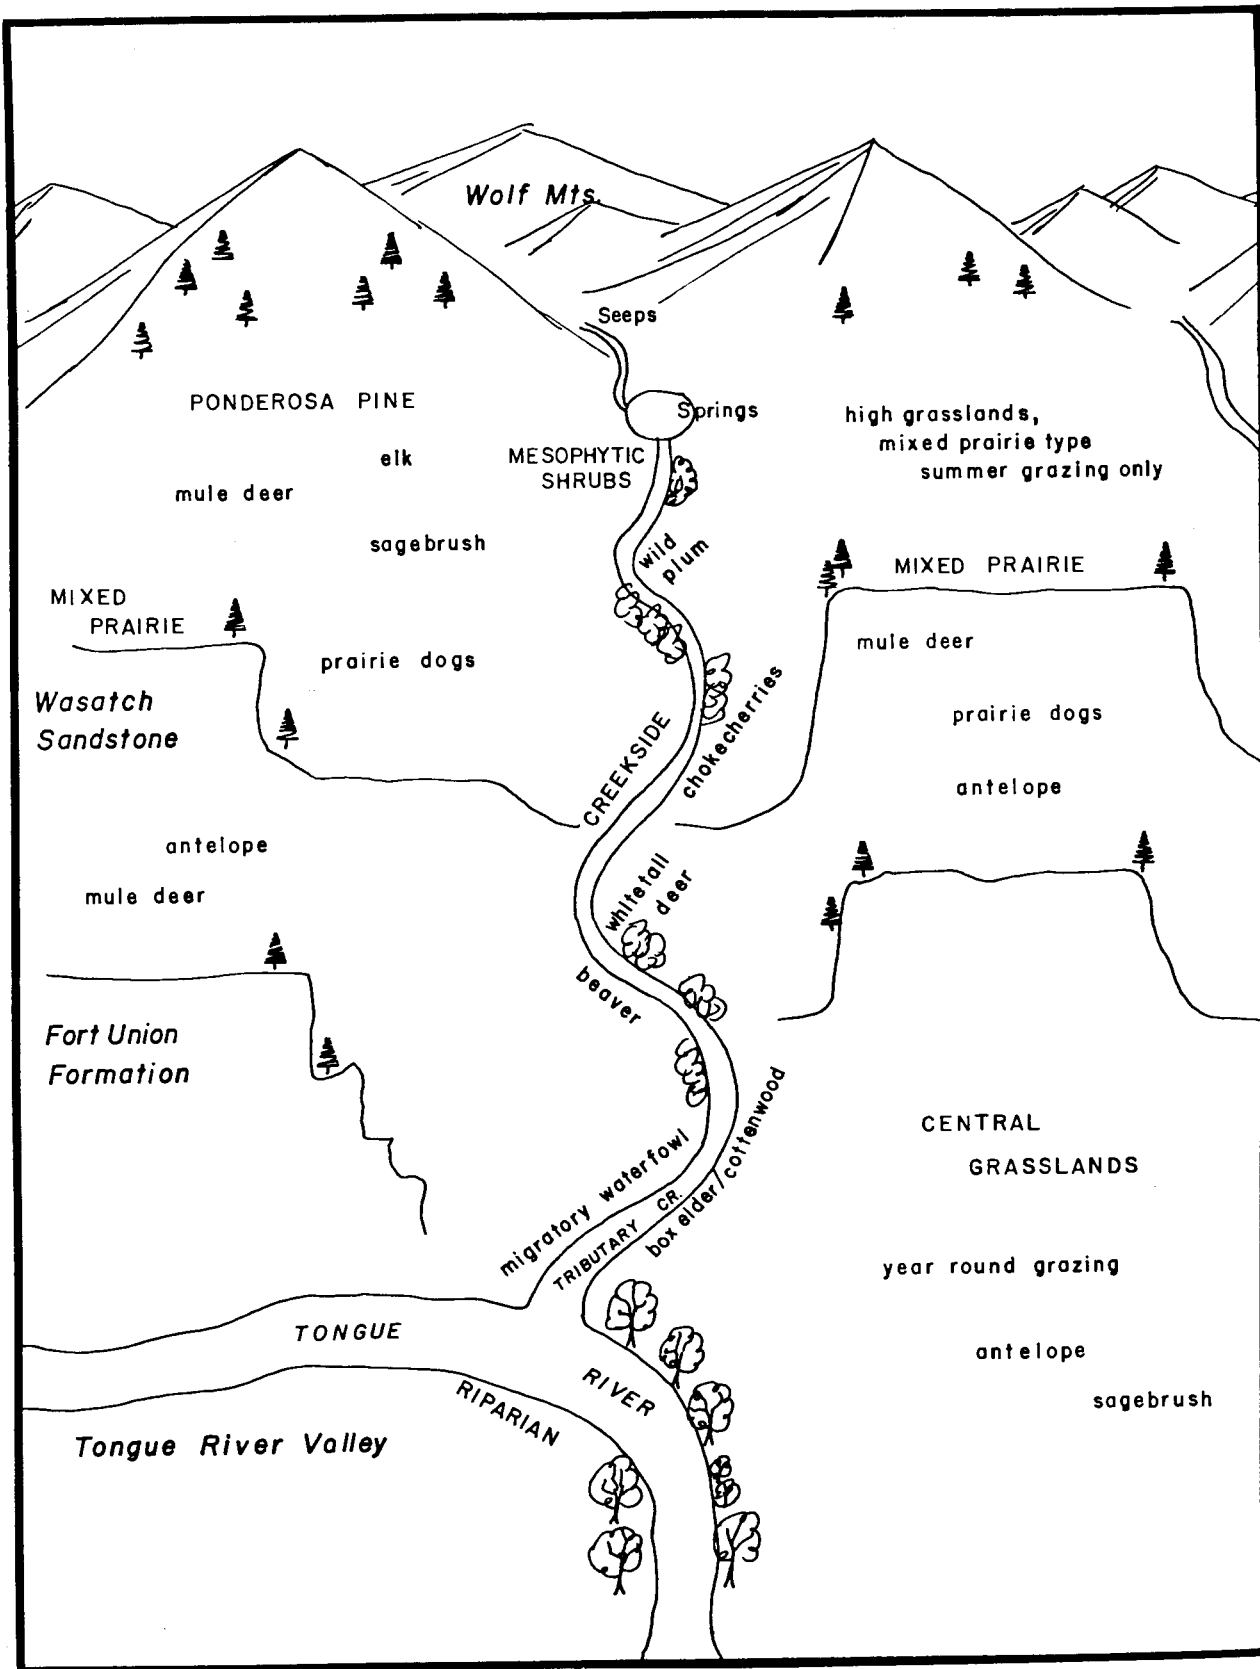 Wolf Mts.
Seeps
Springs
PONDEROSA PINE
elk
mule deer
sagebrush
MESOPHYTIC
SHRUBS
high grasslands,
mixed prairie type
summer grazing only
wild
plum
MIXED PRAIRIE
MIXED
PRAIRIE
prairie dogs
mule deer
Wasatch
Sandstone
CREEKSIDE
chokecherries
prairie dogs
antelope
antelope
mule deer
whitetall
deer
beaver
Fort Union
Formation
CENTRAL
GRASSLANDS
migratory waterfowl
TRIBUTARY CR.
box elder/cottenwood
year round grazing
TONGUE
RIVER
antelope
sagebrush
RIPARIAN
Tongue River Valley